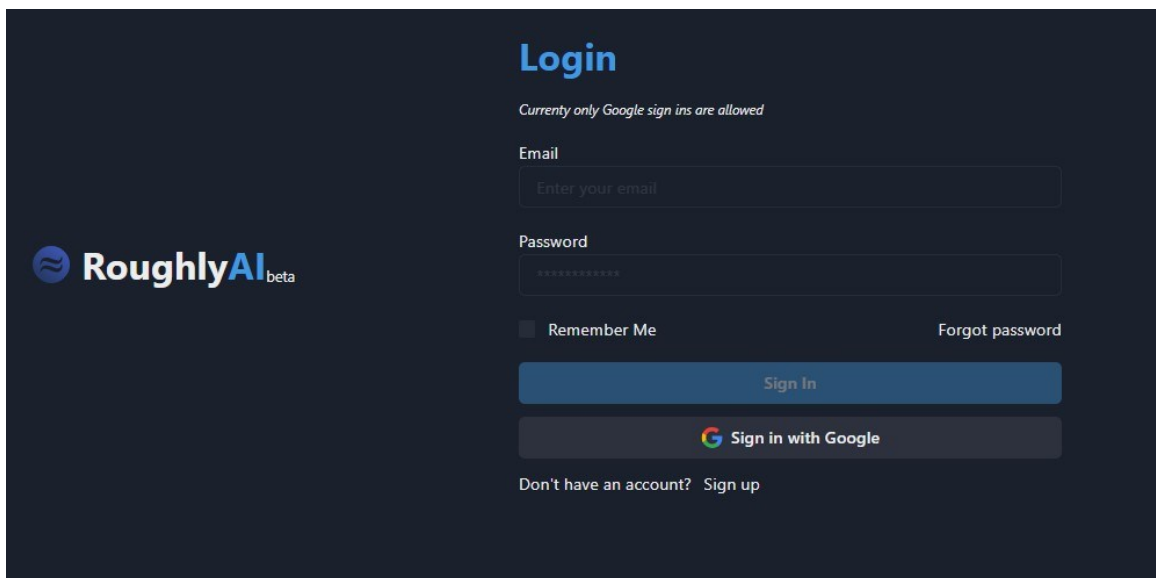 Login
Currenty only Google sign ins are allowed
Email
Enter your email
Password
************
Remember Me
Forgot password
Sign In
Sign in with Google
Don't have an account? Sign up
RoughlyAI beta